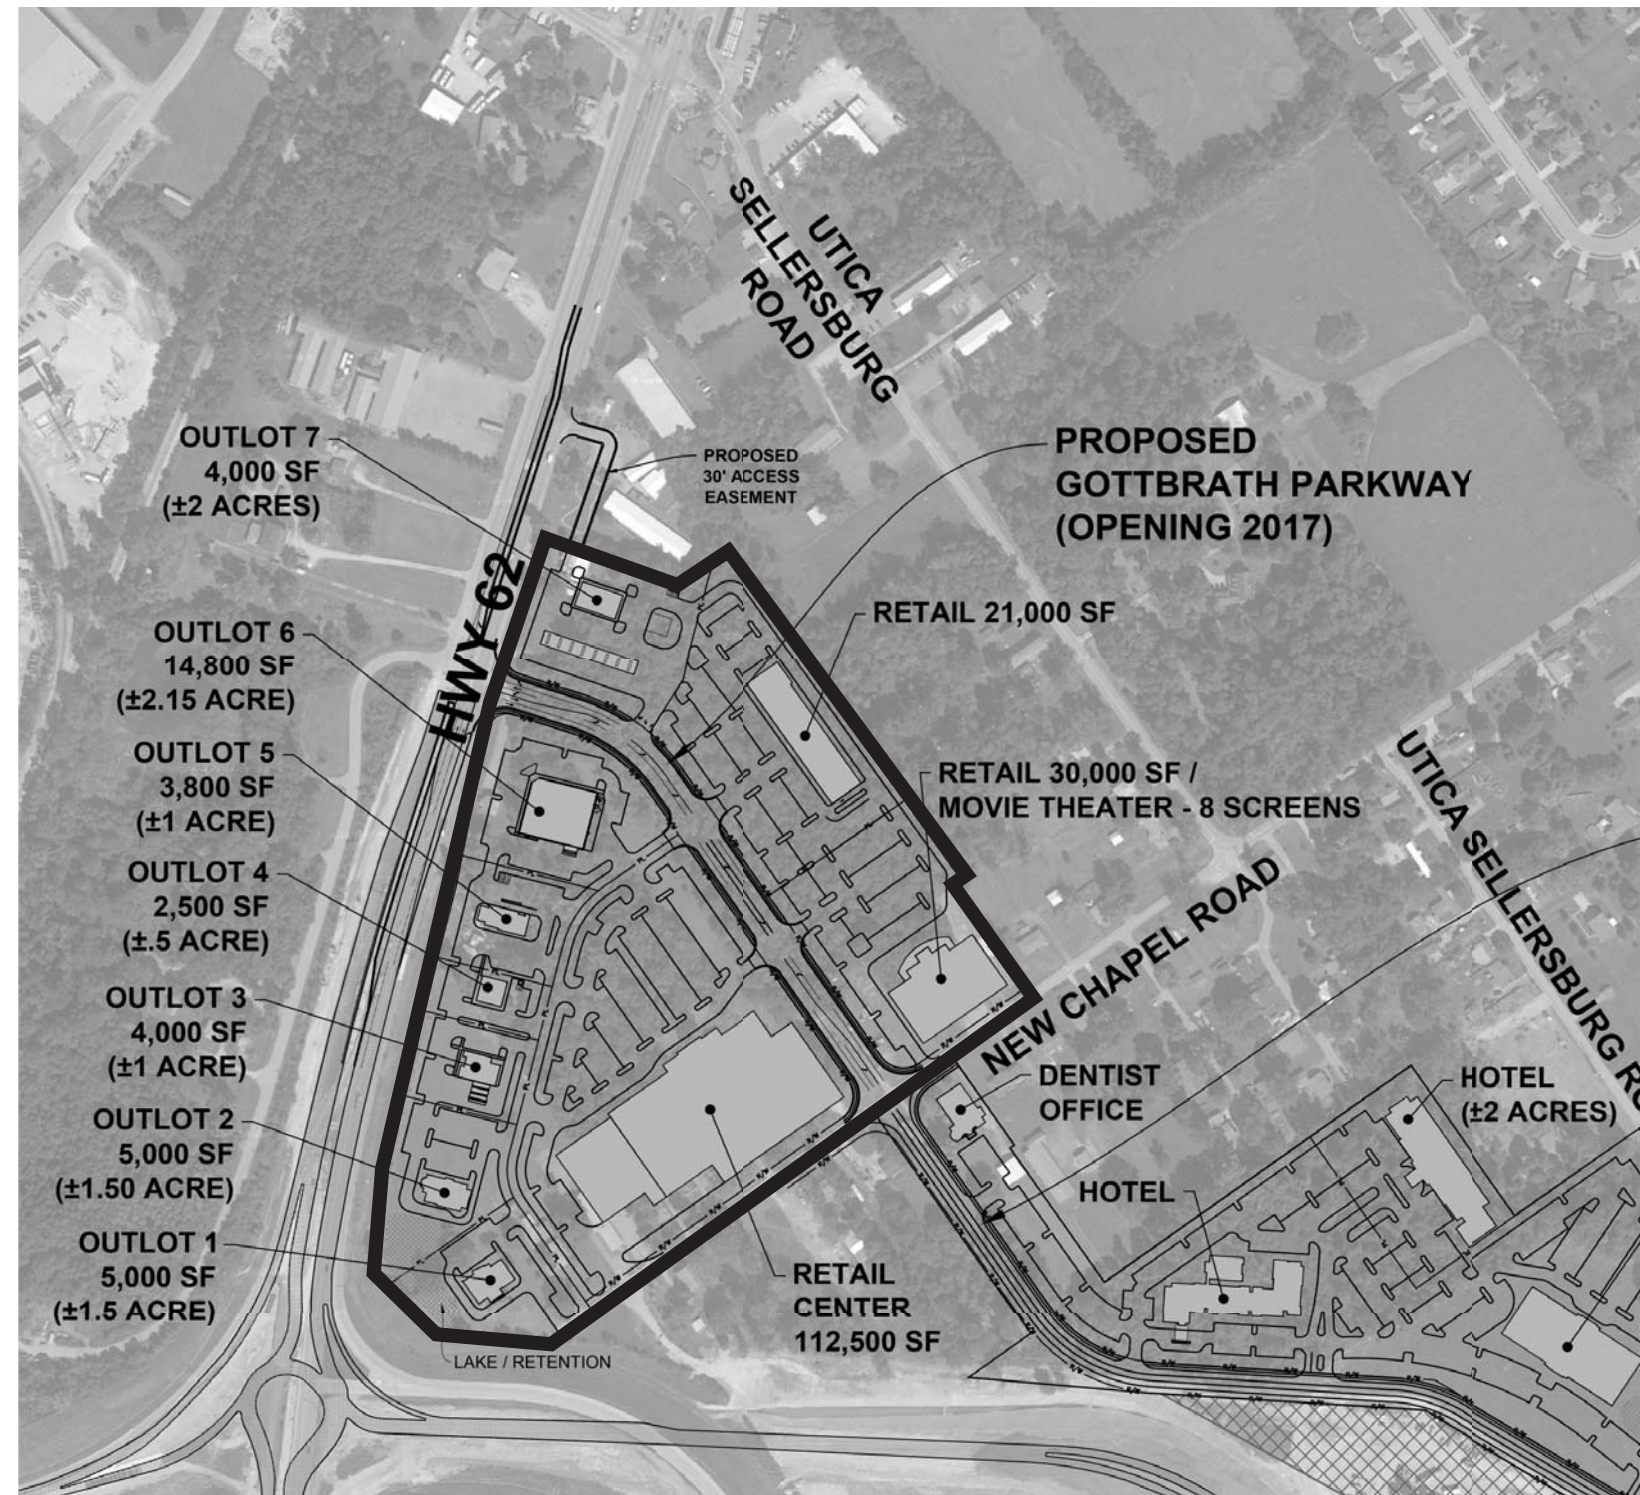 UTICA
SELLERSBURG
ROAD
OUTLOT 7
4,000 SF
(±2 ACRES)
PROPOSED
30' ACCESS
EASEMENT
PROPOSED
GOTTBRATH PARKWAY
(OPENING 2017)
HWY 62
RETAIL 21,000 SF
OUTLOT 6
14,800 SF
(±2.15 ACRE)
OUTLOT 5
3,800 SF
(±1 ACRE)
RETAIL 30,000 SF /
MOVIE THEATER - 8 SCREENS
UTICA SELLERSBURG
OUTLOT 4
2,500 SF
(±.5 ACRE)
NEW CHAPEL ROAD
OUTLOT 3
4,000 SF
(±1 ACRE)
DENTIST
OFFICE
HOTEL
(±2 ACRES)
OUTLOT 2
5,000 SF
(±1.50 ACRE)
HOTEL
OUTLOT 1
5,000 SF
(±1.5 ACRE)
RETAIL
CENTER
112,500 SF
LAKE / RETENTION